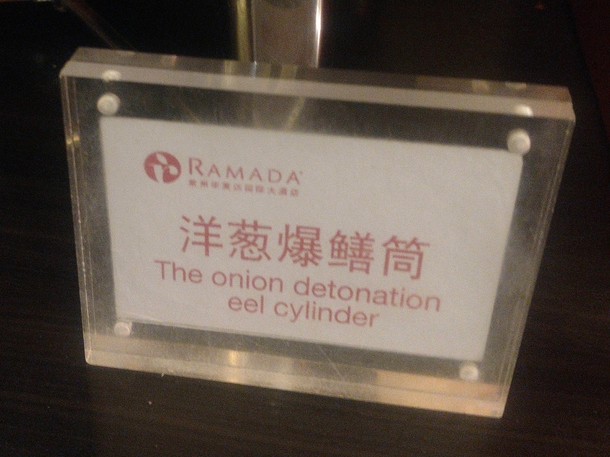 RAMADA
洋葱爆鳝筒
The onion detonation
eel cylinder